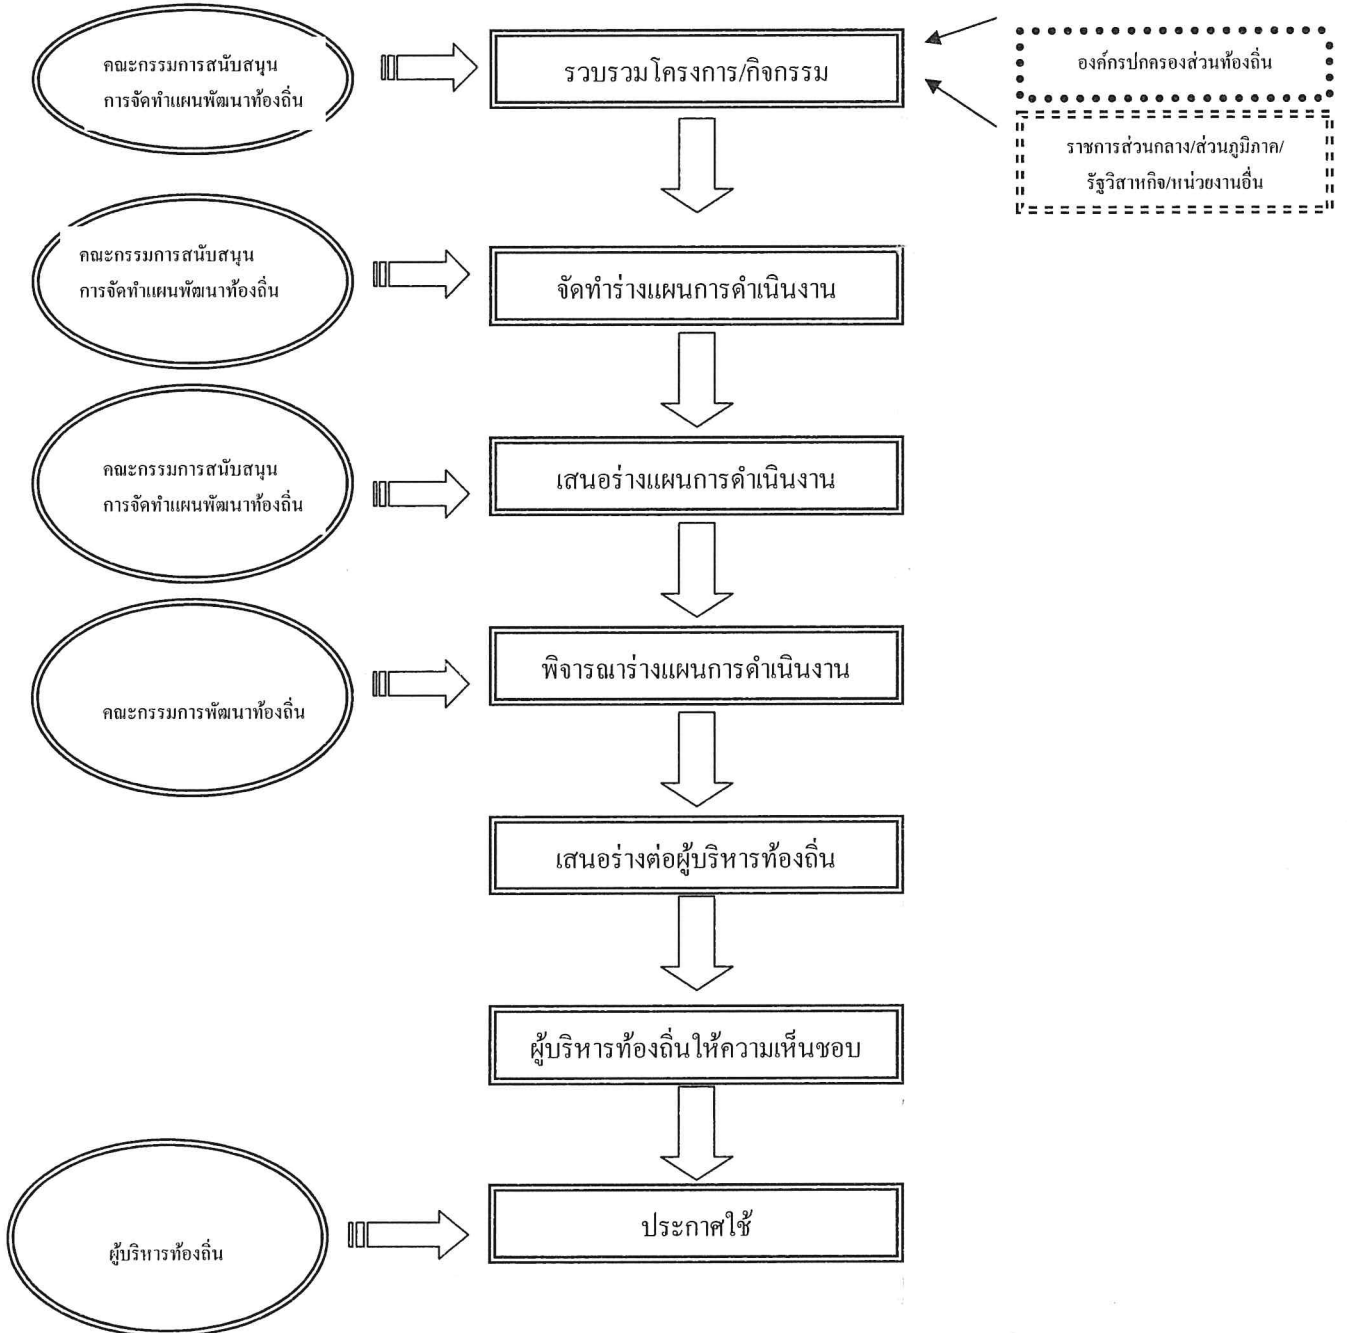 คณะกรรมการสนับสนุน
การจัดทำแผนพัฒนาท้องถิ่น
รวบรวมโครงการ/กิจกรรม
องค์กรปกครองส่วนท้องถิ่น
ราชการส่วนกลาง/ส่วนภูมิภาค/
รัฐวิสาหกิจ/หน่วยงานอื่น
คณะกรรมการสนับสนุน
การจัดทำแผนพัฒนาท้องถิ่น
จัดทำร่างแผนการดำเนินงาน
คณะกรรมการสนับสนุน
การจัดทำแผนพัฒนาท้องถิ่น
เสนอร่างแผนการดำเนินงาน
คณะกรรมการพัฒนาท้องถิ่น
พิจารณาร่างแผนการดำเนินงาน
เสนอร่างต่อผู้บริหารท้องถิ่น
ผู้บริหารท้องถิ่นให้ความเห็นชอบ
ผู้บริหารท้องถิ่น
ประกาศใช้